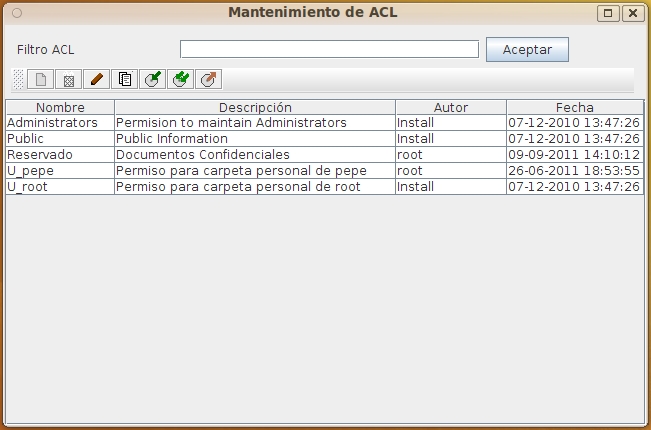 Mantenimiento de ACL
Filtro ACL Aceptar
Nombre Descripción Autor Fecha
Administrators Permision to maintain Administrators Install 07-12-2010 13:47:26
Public Public Information Install 07-12-2010 13:47:26
Reservado Documentos Confidenciales root 09-09-2011 14:10:12
U_pepe Permiso para carpeta personal de pepe root 26-06-2011 18:53:55
U_root Permiso para carpeta personal de root Install 07-12-2010 13:47:26